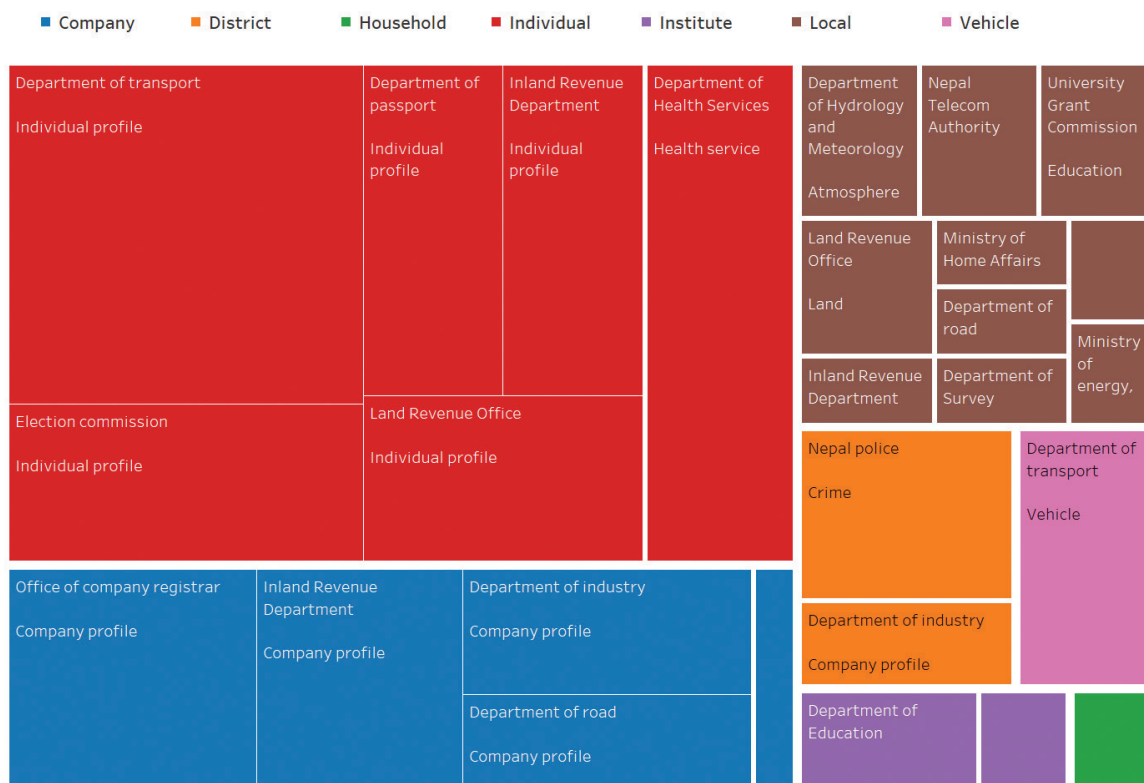 Company
District
Household
Individual
Institute
Local
Vehicle
Department of transport
Individual profile
Department of
passport
Individual
profile
Inland Revenue
Department
Individual
profile
Department of
Health Services
Health service
Election commission
Individual profile
Land Revenue Office
Individual profile
Office of company registrar
Company profile
Inland Revenue
Department
Company profile
Department of industry
Company profile
Department of road
Company profile
Department
of Hydrology
and
Meteorology
Atmosphere
Nepal
Telecom
Authority
University
Grant
Commission
Education
Land Revenue
Office
Land
Ministry of
Home Affairs
Department of
road
Inland Revenue
Department
Department of
Survey
Ministry
of
energy,
Nepal police
Crime
Department of industry
Company profile
Department of
transport
Vehicle
Department of
Education